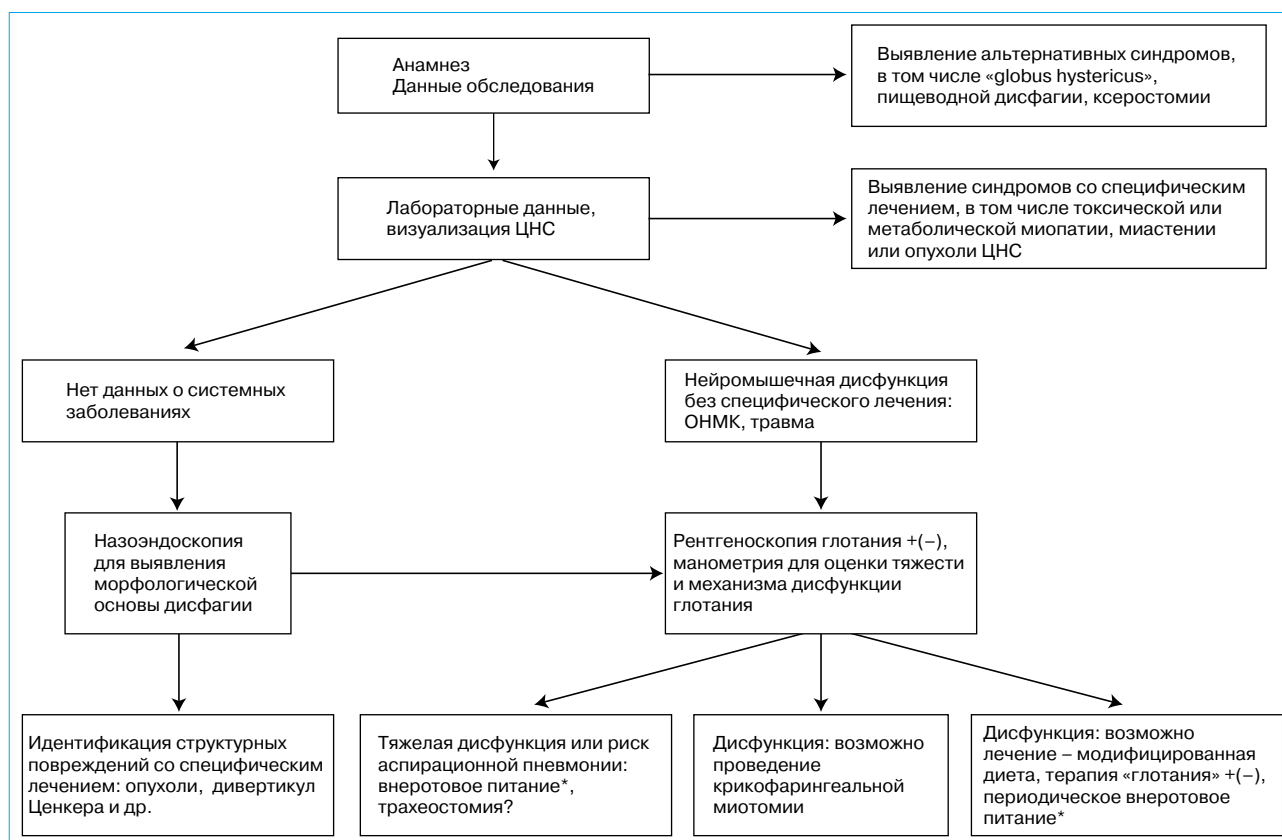 Анамнез
Данные обследования
Выявление альтернативных синдромов,
в том числе «globus hystericus»,
пищеводной дисфагии, ксеростомии
Лабораторные данные,
визуализация ЦНС
Выявление синдромов со специфическим
лечением, в том числе токсической или
метаболической миопатии, миастении
или опухоли ЦНС
Нет данных о системных
заболеваниях
Нейромышечная дисфункция
без специфического лечения:
ОНМК, травма
Назоэндоскопия
для выявления
морфологической
основы дисфагии
Рентгеноскопия глотания +(−),
манометрия для оценки тяжести
и механизма дисфункции
глотания
Идентификация структурных
повреждений со специфическим
лечением: опухоли, дивертикул
Ценкера и др.
Тяжелая дисфункция или риск
аспирационной пневмонии:
внеротовое питание*,
трахеостомия?
Дисфункция: возможно
проведение
крикофарингеальной
миотомии
Дисфункция: возможно
лечение – модифицированная
диета, терапия «глотания» +(−),
периодическое внеротовое
питание*